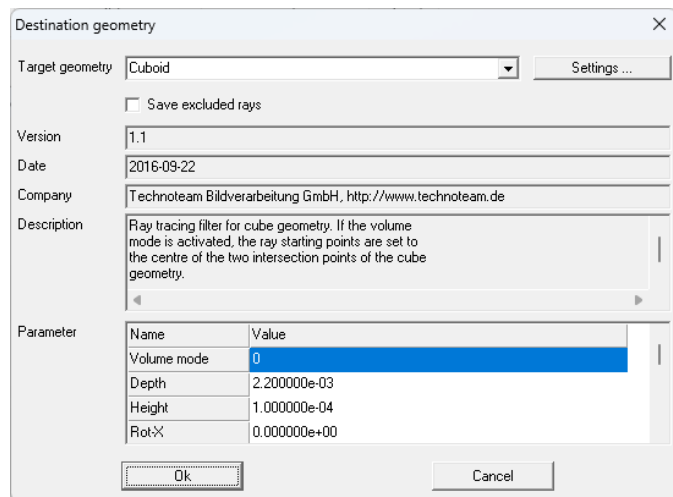 Destination geometry
Target geometry Cuboid Settings ...
Save excluded rays
Version 1.1
Date 2016-09-22
Company Technoteam Bildverarbeitung GmbH, http://www.technoteam.de
Description Ray tracing filter for cube geometry. If the volume
mode is activated, the ray starting points are set to
the centre of the two intersection points of the cube
geometry.
Parameter Name Value
Volume mode 0
Depth 2.200000e-03
Height 1.000000e-04
Rot-X 0.000000e+00
Ok Cancel